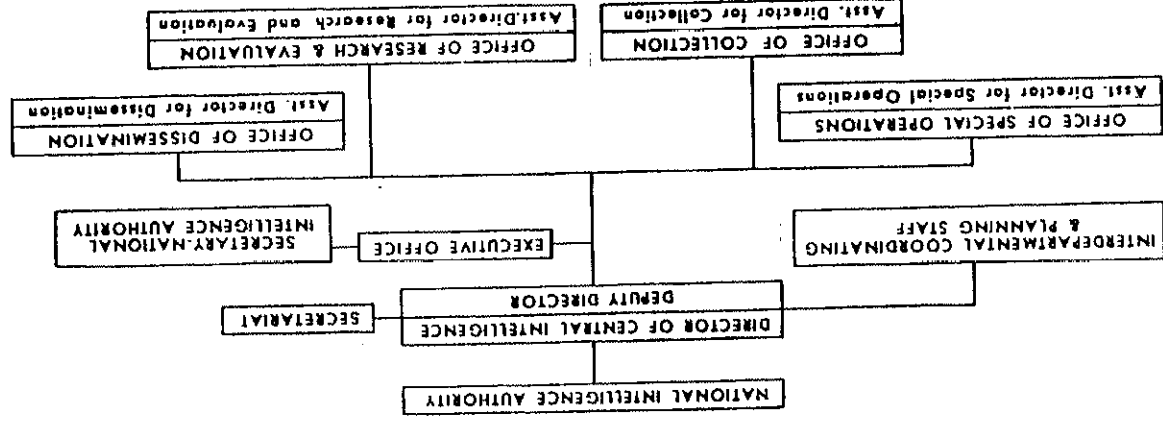 NATIONAL INTELLIGENCE AUTHORITY
DIRECTOR OF CENTRAL INTELLIGENCE
DEPUTY DIRECTOR
SECRETARIAT
INTERDEPARTMENTAL COORDINATING
& PLANNING STAFF
EXECUTIVE OFFICE
SECRETARY-NATIONAL
INTELLIGENCE AUTHORITY
OFFICE OF SPECIAL OPERATIONS
Asst. Director for Special Operations
OFFICE OF DISSEMINATION
Asst. Director for Dissemination
OFFICE OF COLLECTION
Asst. Director for Collection
OFFICE OF RESEARCH & EVALUATION
Asst.Director for Research and Evaluation